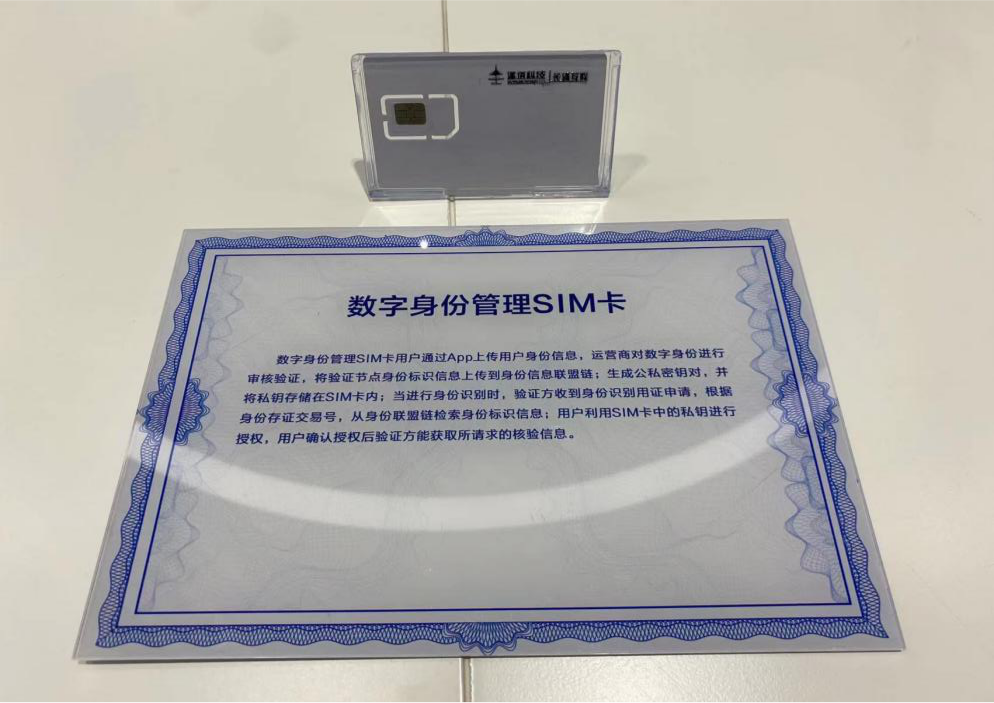 数字身份管理SIM卡
数字身份管理SIM卡用户通过App上传用户身份信息，运营商对数字身份进行
审核验证，将验证节点身份标识信息上传到身份信息联盟链；生成公私密钥对，并
将私钥存储在SIM卡内；当进行身份识别时，验证方收到身份识别用证申请，根据
身份存证交易号，从身份联盟链检索身份标识信息；用户利用SIM卡中的私钥进行
授权，用户确认授权后验证方能获取所请求的核验信息。